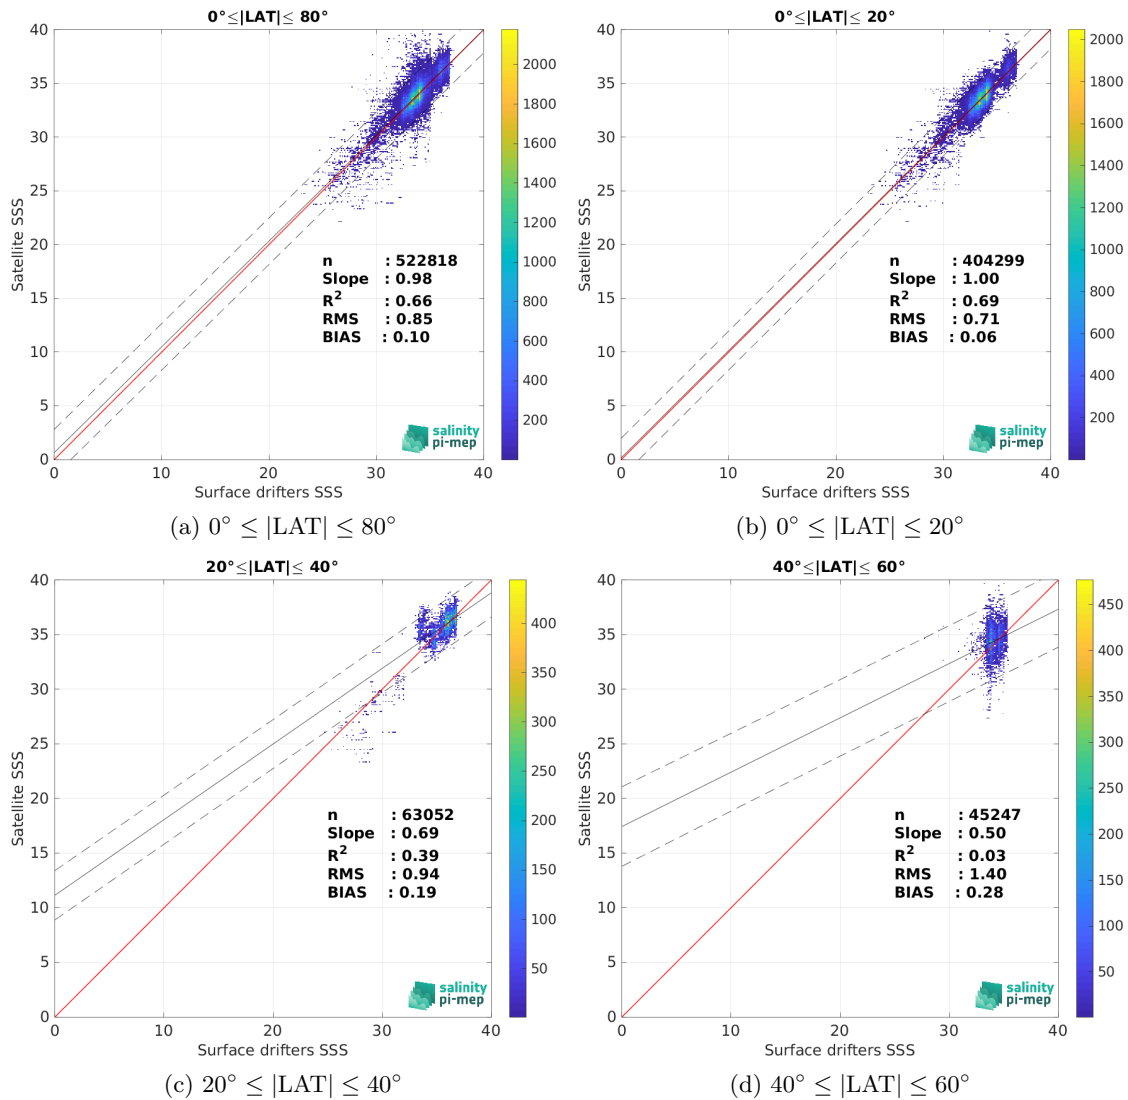 0°≤|LAT|≤ 80°
40
35
30
25
20
15
10
5
0
Satellite SSS
0
10
20
30
40
Surface drifters SSS
n : 522818
Slope : 0.98
R² : 0.66
RMS : 0.85
BIAS : 0.10
salinity
pi-mep
2000
1800
1600
1400
1200
1000
800
600
400
200
(a) 0° ≤ |LAT| ≤ 80°
0°≤|LAT|≤ 20°
40
35
30
25
20
15
10
5
0
Satellite SSS
0
10
20
30
40
Surface drifters SSS
n : 404299
Slope : 1.00
R² : 0.69
RMS : 0.71
BIAS : 0.06
salinity
pi-mep
2000
1800
1600
1400
1200
1000
800
600
400
200
(b) 0° ≤ |LAT| ≤ 20°
20°≤|LAT|≤ 40°
40
35
30
25
20
15
10
5
0
Satellite SSS
0
10
20
30
40
Surface drifters SSS
n : 63052
Slope : 0.69
R² : 0.39
RMS : 0.94
BIAS : 0.19
salinity
pi-mep
400
350
300
250
200
150
100
50
(c) 20° ≤ |LAT| ≤ 40°
40°≤|LAT|≤ 60°
40
35
30
25
20
15
10
5
0
Satellite SSS
0
10
20
30
40
Surface drifters SSS
n : 45247
Slope : 0.50
R² : 0.03
RMS : 1.40
BIAS : 0.28
salinity
pi-mep
450
400
350
300
250
200
150
100
50
(d) 40° ≤ |LAT| ≤ 60°